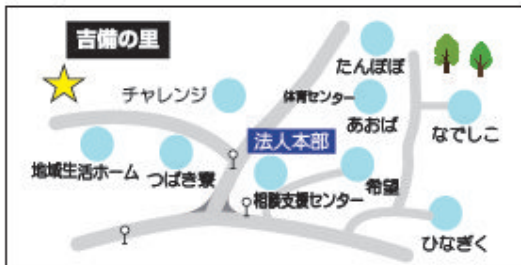 吉備の里
たんぽぽ
チャレンジ
体育センター
あおば
なでしこ
法人本部
地域生活ホーム
つばき寮
相談支援センター
希望
ひなぎく